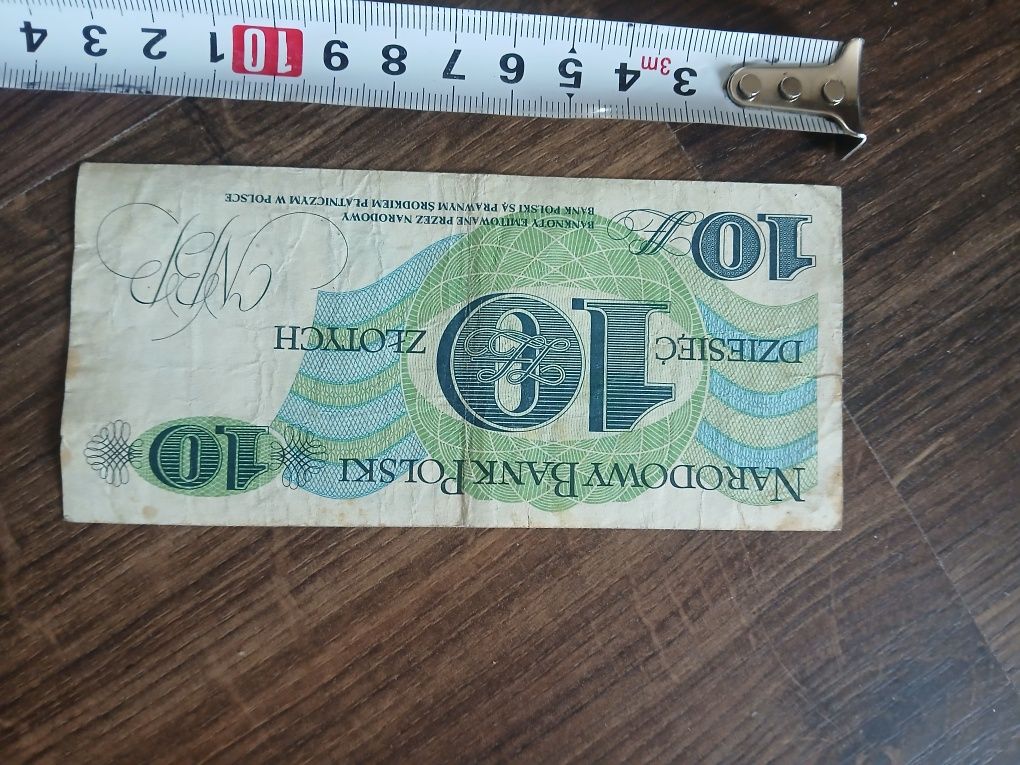 NARODOWY BANK POLSKI
10
DZIESIĘĆ
10
ZŁOTYCH
10
NBP
BANKNOTY EMITOWANE PRZEZ NARODOWY
BANK POLSKI SĄ PRAWNYM ŚRODKIEM PŁATNICZYM W POLSCE
3 4 5 6 7 8 9 10 1 2 3 4
3m